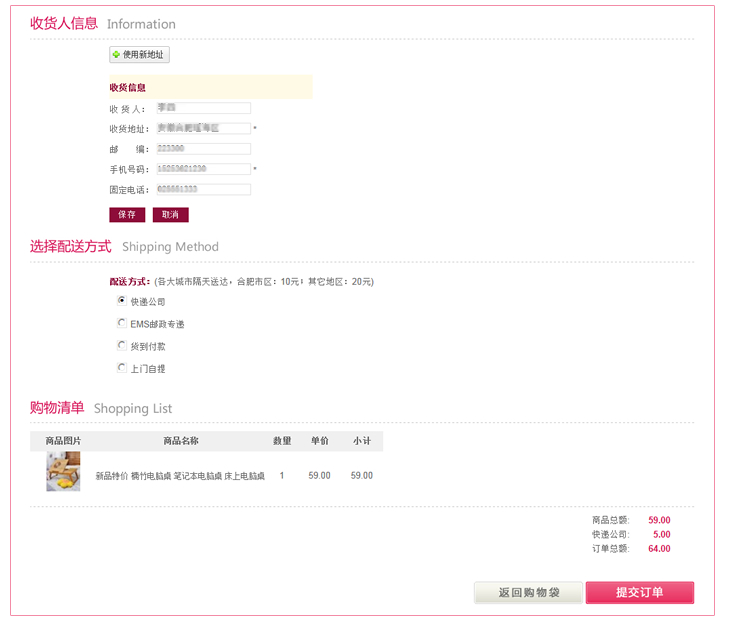 收货人信息 Information
使用新地址
收货信息
收 货 人：
收货地址： *
邮 编：
手机号码： *
固定电话：
保存 取消
选择配送方式 Shipping Method
配送方式：(各大城市隔天送达，合肥市区：10元；其它地区：20元)
快递公司
EMS邮政专递
货到付款
上门自提
购物清单 Shopping List
商品图片 商品名称 数量 单价 小计
新品特价 楠竹电脑桌 笔记本电脑桌 床上电脑桌 1 59.00 59.00
商品总额: 59.00
快递公司: 5.00
订单总额: 64.00
返回购物袋 提交订单